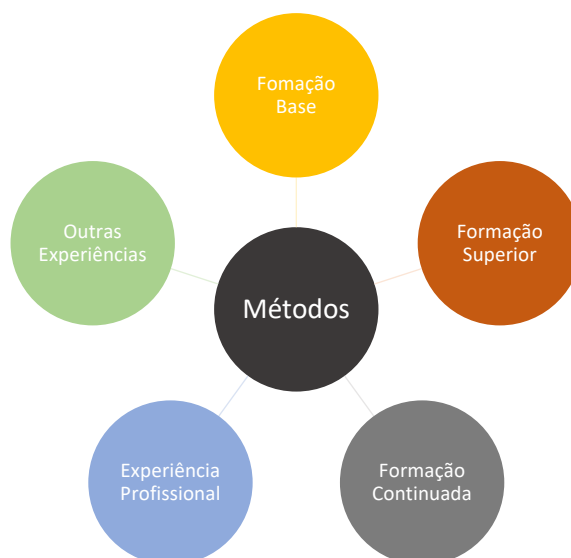 Fomação
Base
Outras
Experiências
Formação
Superior
Métodos
Experiência
Profissional
Formação
Continuada